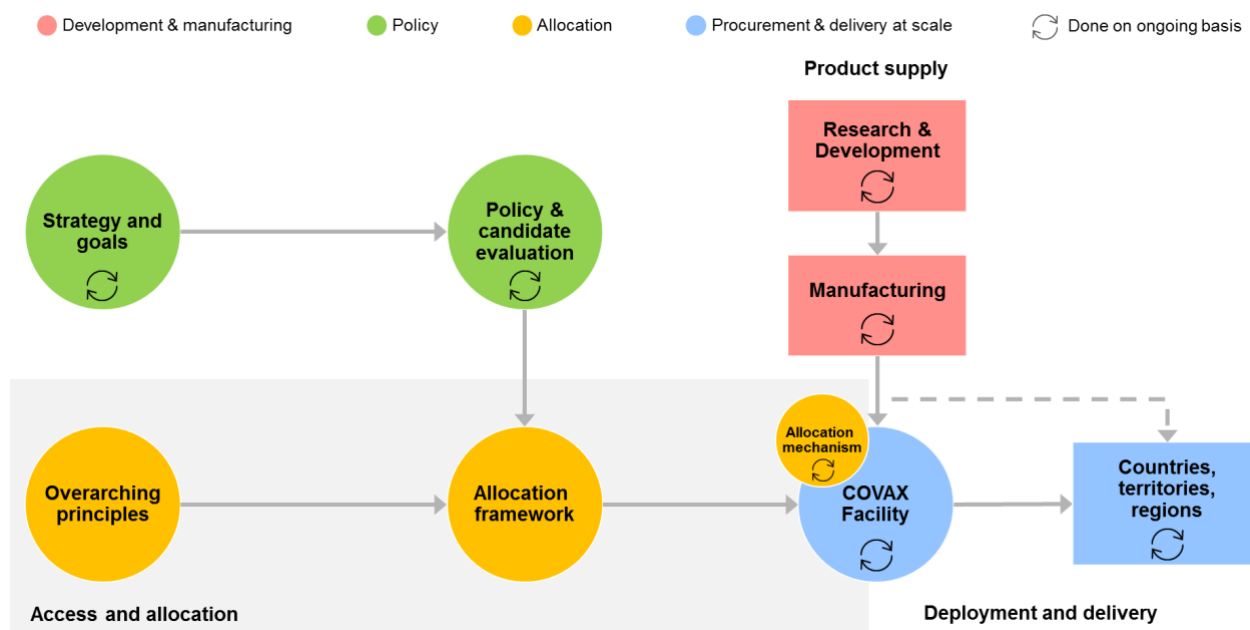 Development & manufacturing
Policy
Allocation
Procurement & delivery at scale
Done on ongoing basis
Product supply
Research &
Development
Strategy and
goals
Policy &
candidate
evaluation
Manufacturing
Allocation
mechanism
Overarching
principles
Allocation
framework
COVAX
Facility
Countries,
territories,
regions
Access and allocation
Deployment and delivery